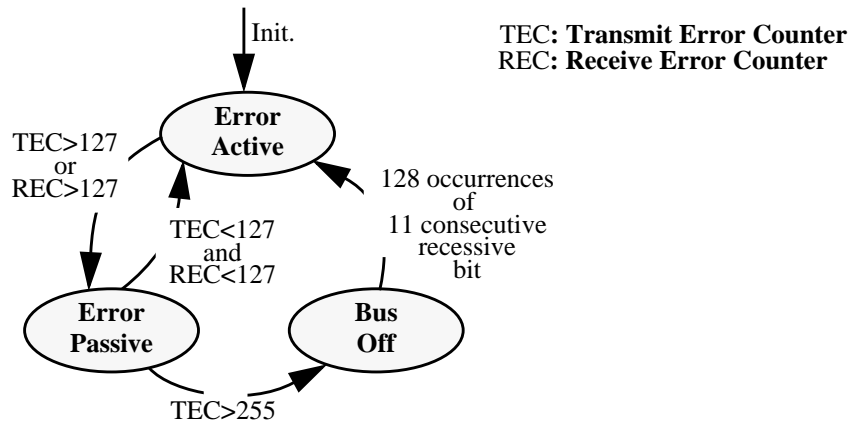 Init.
TEC: Transmit Error Counter
REC: Receive Error Counter
Error
Active
TEC>127
or
REC>127
TEC<127
and
REC<127
128 occurrences
of
11 consecutive
recessive
bit
Error
Passive
Bus
Off
TEC>255